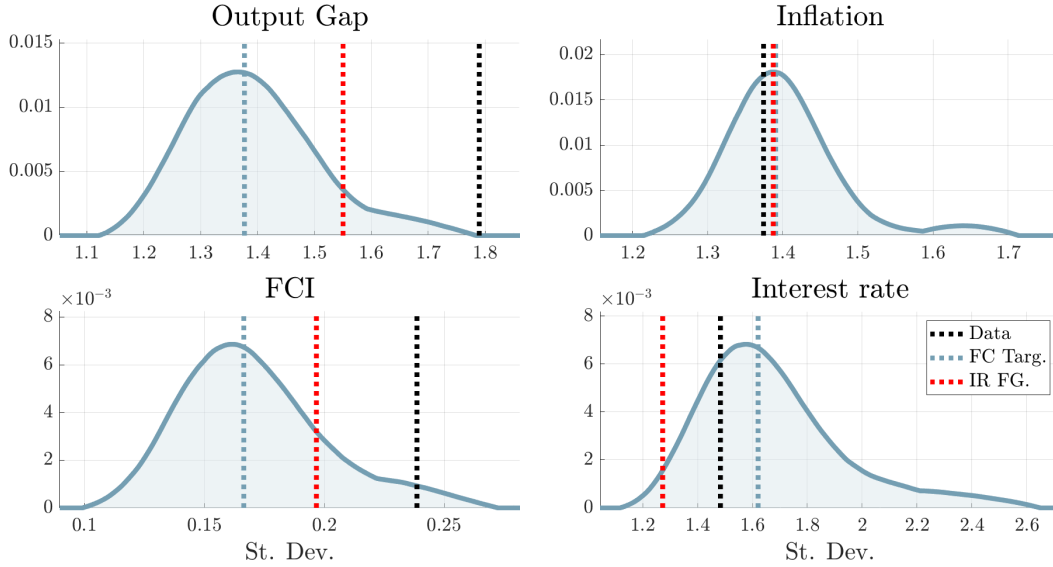 Output Gap
0.015
0.01
0.005
0
1.1 1.2 1.3 1.4 1.5 1.6 1.7 1.8
Inflation
0.02
0.015
0.01
0.005
0
1.2 1.3 1.4 1.5 1.6 1.7
FCI
×10⁻³
8
6
4
2
0
0.1 0.15 0.2 0.25
St. Dev.
Interest rate
×10⁻³
8
6
4
2
0
1.2 1.4 1.6 1.8 2 2.2 2.4 2.6
St. Dev.
Data
FC Targ.
IR FG.